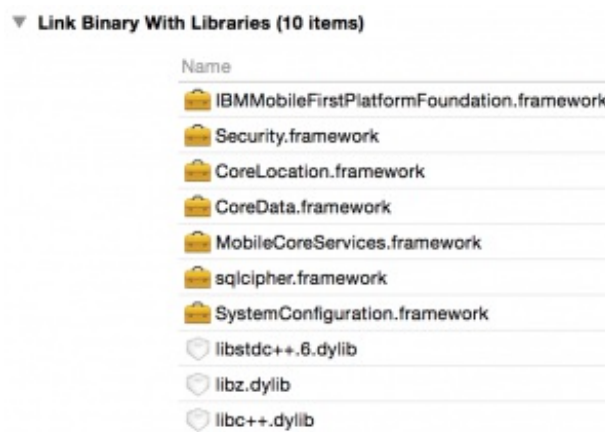 Link Binary With Libraries (10 items)
Name
IBMMobileFirstPlatformFoundation.framework
Security.framework
CoreLocation.framework
CoreData.framework
MobileCoreServices.framework
sqlcipher.framework
SystemConfiguration.framework
libstdc++.6.dylib
libz.dylib
libc++.dylib